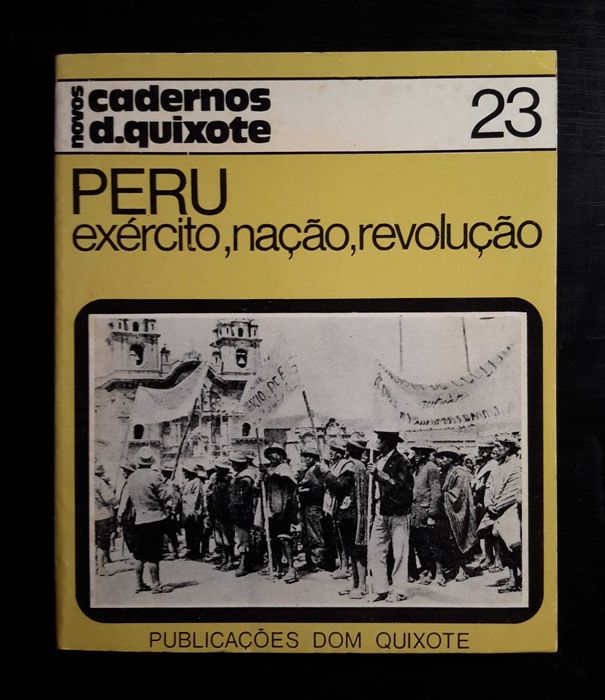 novos
cadernos
d.quixote
23
PERU
exército,nação,revolução
PUBLICAÇÕES DOM QUIXOTE